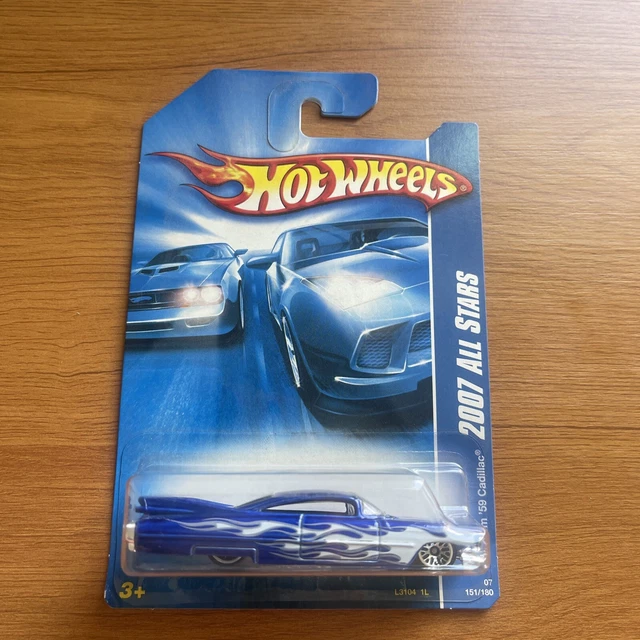 HOT WHEELS®
2007 ALL STARS
'59 Cadillac®
3+
L3104 1L
07
151/180